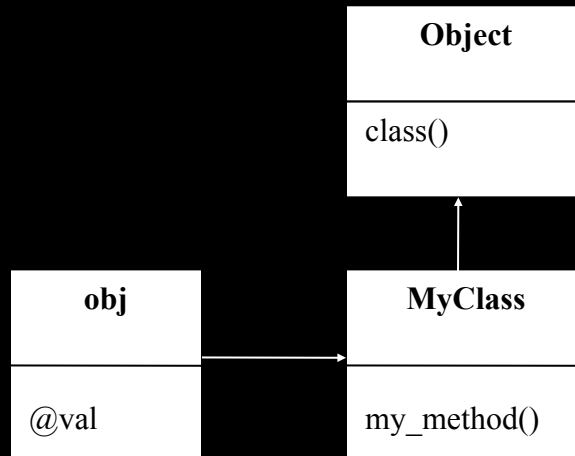 Object
class()
obj
@val
MyClass
my_method()